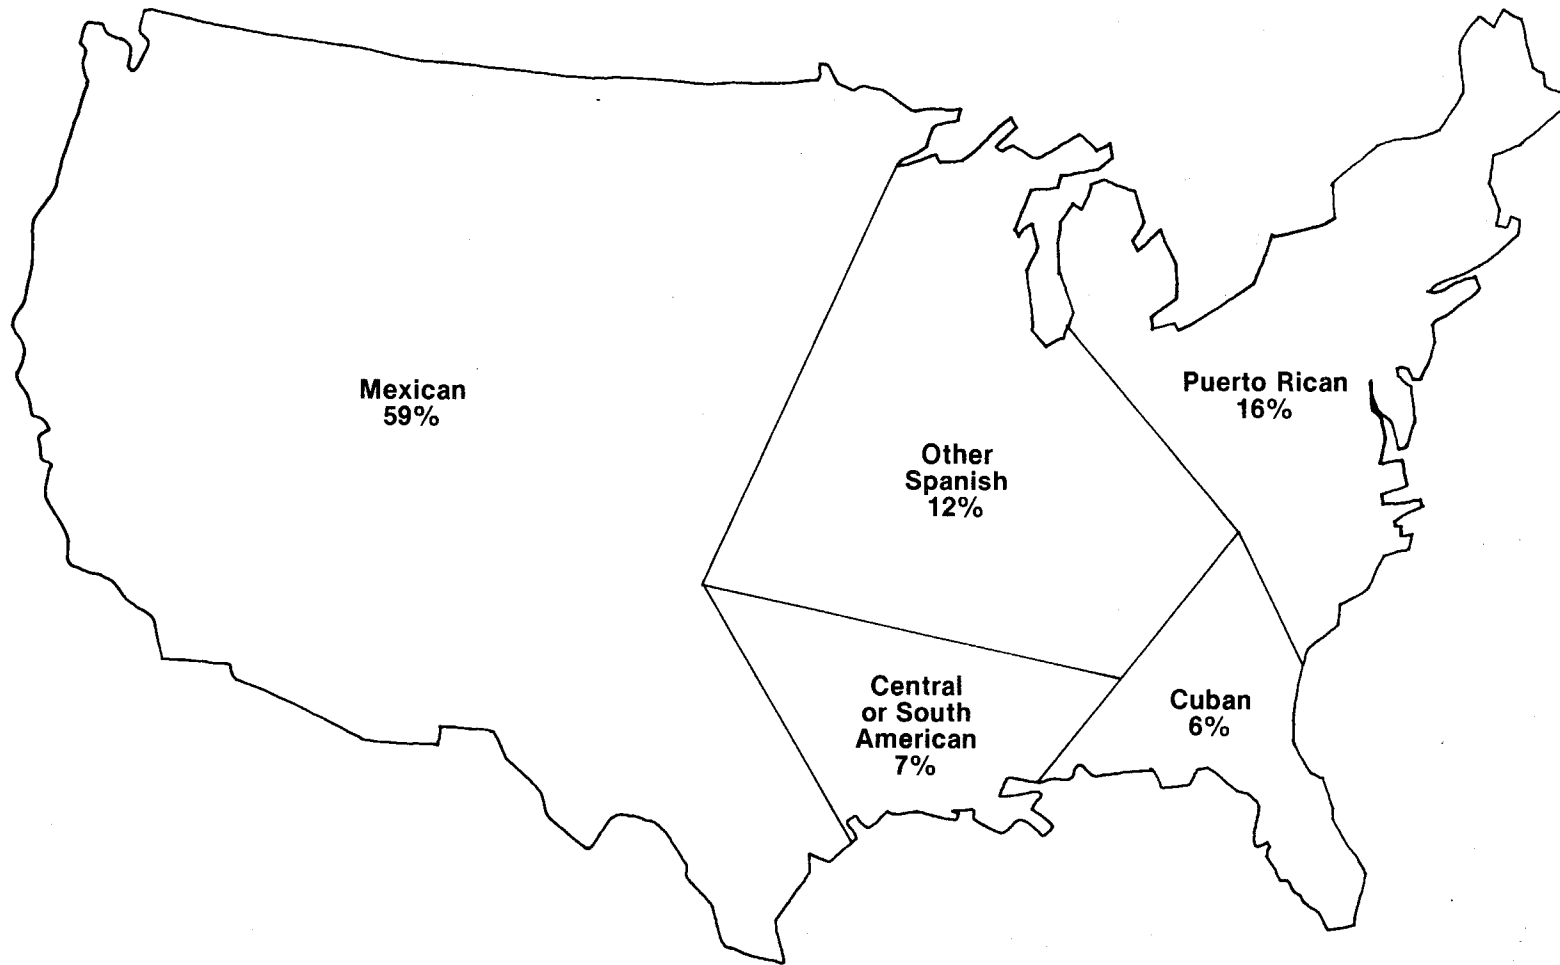 Mexican
59%
Other
Spanish
12%
Puerto Rican
16%
Central
or South
American
7%
Cuban
6%